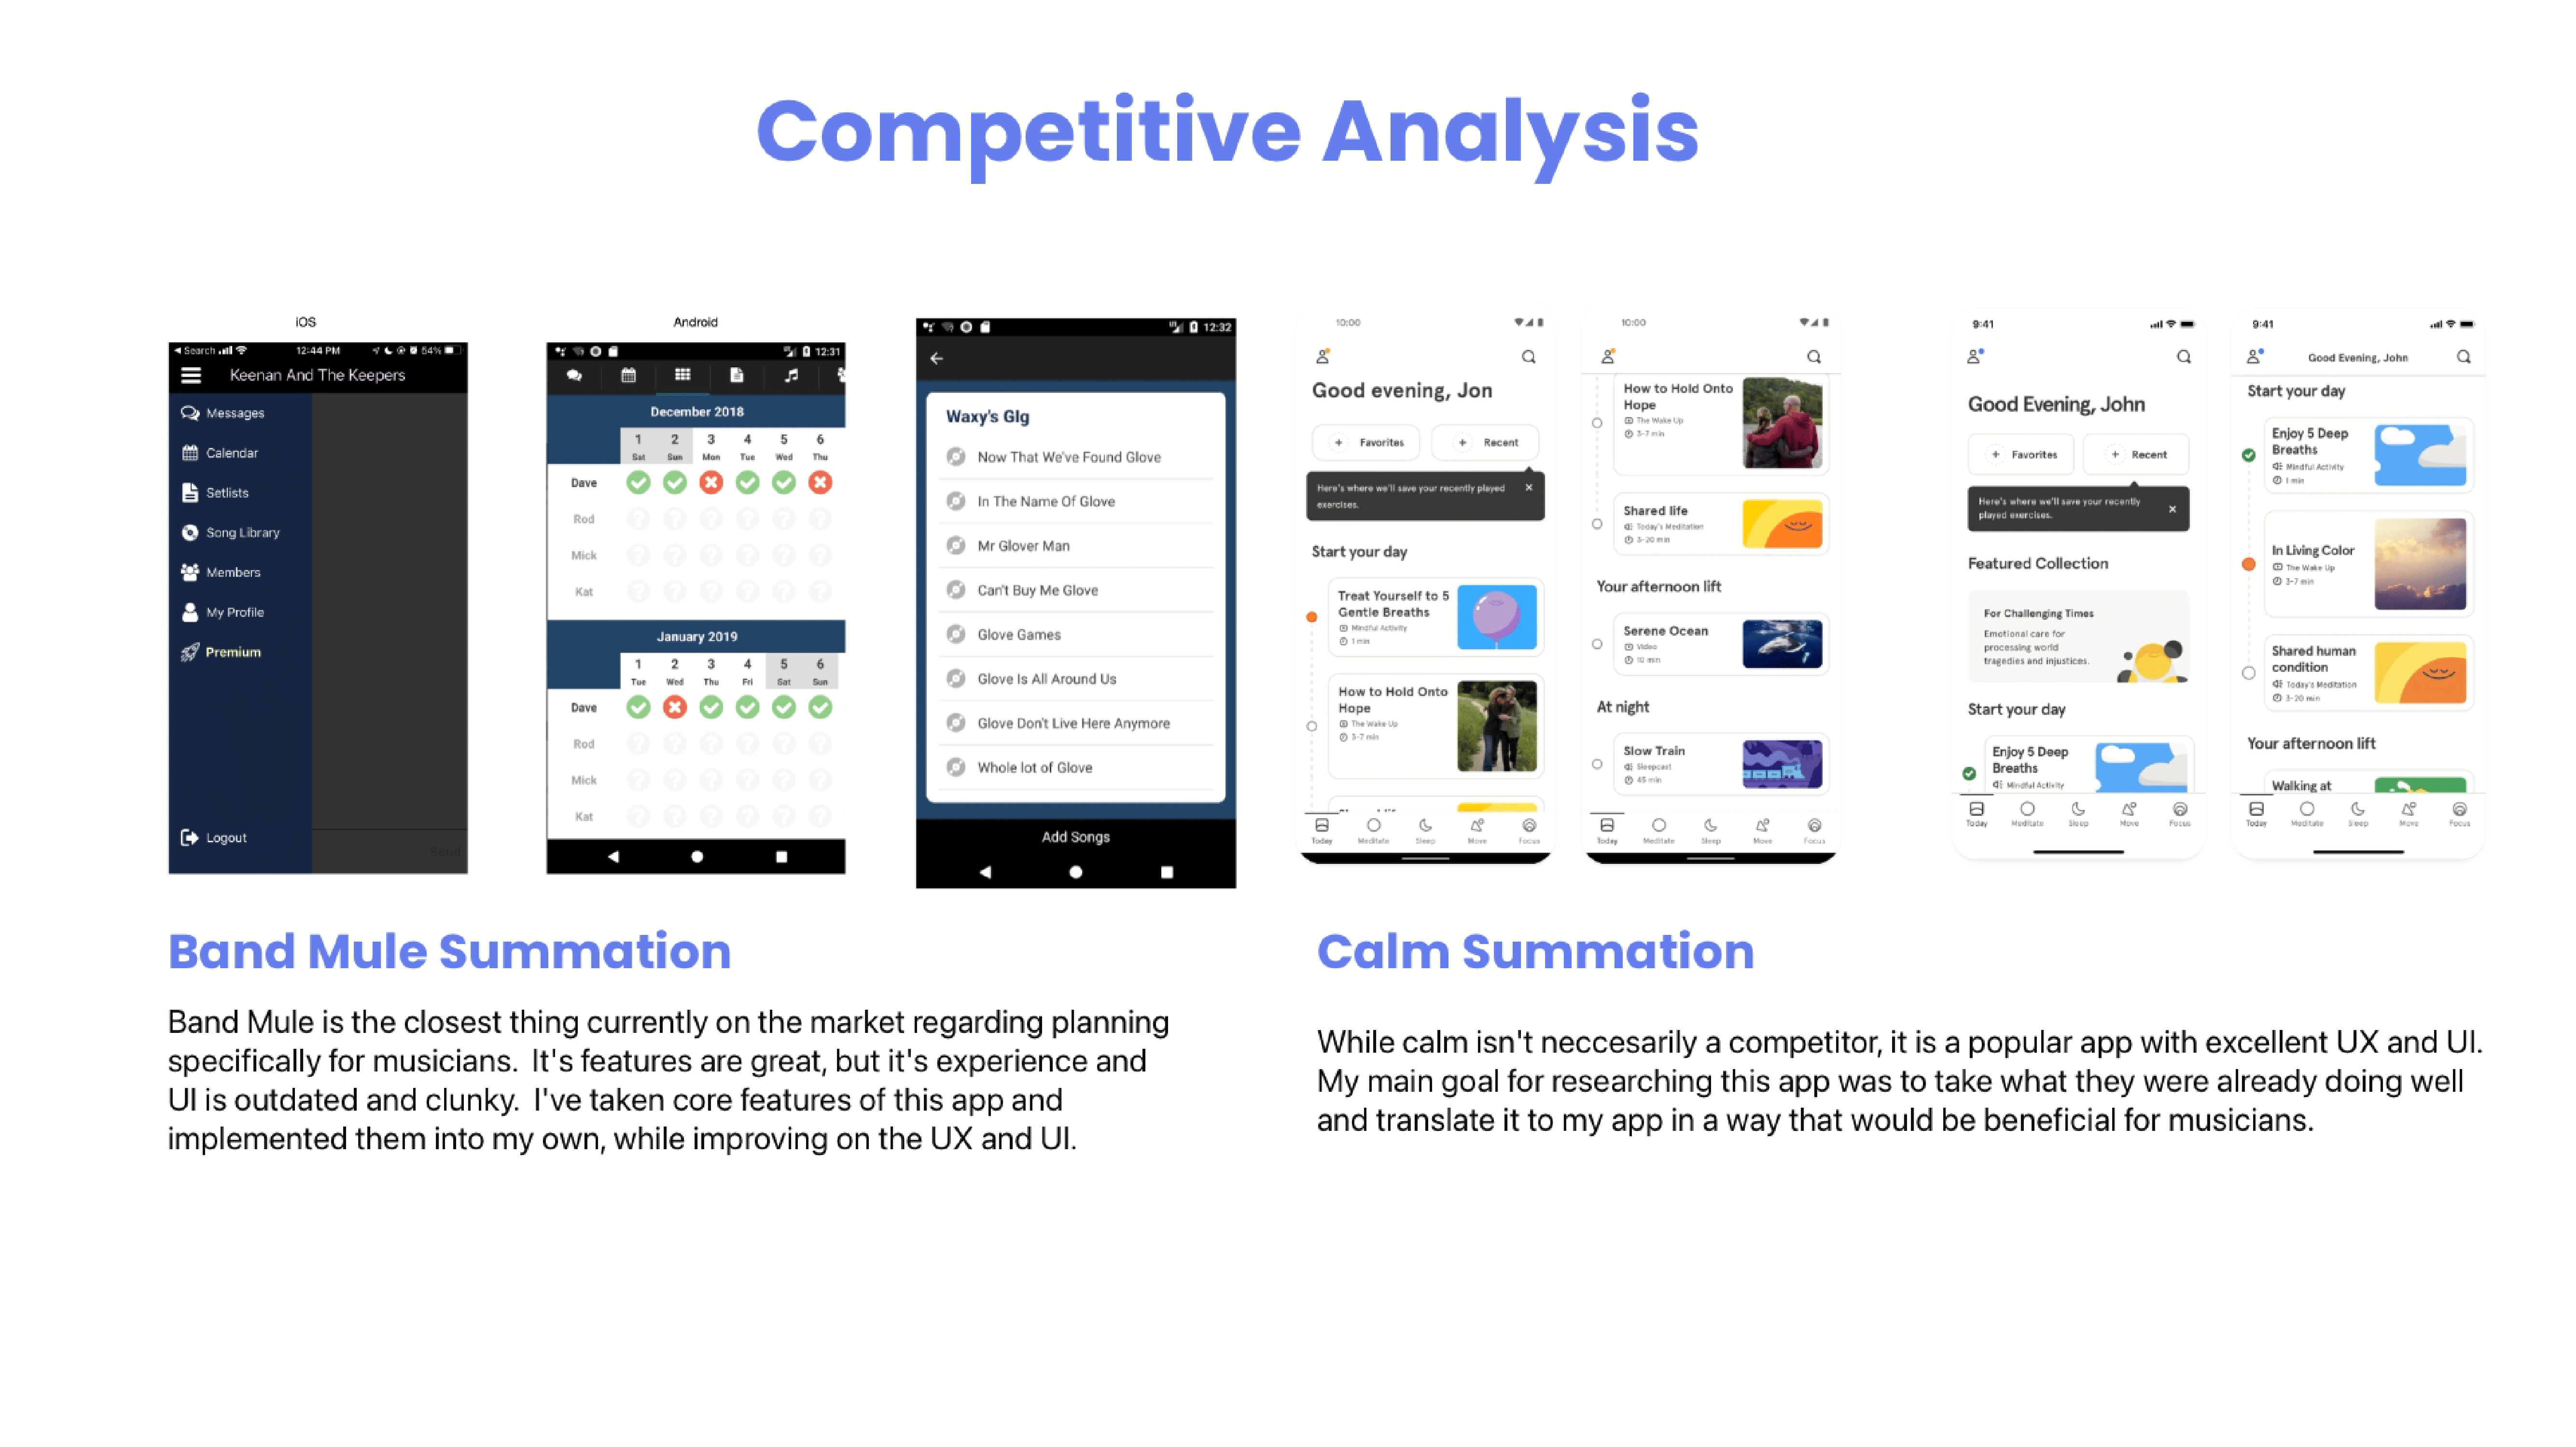 Competitive Analysis
iOS
Search 12:44 PM 54%
Keenan And The Keepers
Messages
Calendar
Setlists
Song Library
Members
My Profile
Premium
Logout
Send
Android
12:31
December 2018
1 2 3 4 5 6
Sat Sun Mon Tue Wed Thu
Dave
Rod
Mick
Kat
January 2019
1 2 3 4 5 6
Tue Wed Thu Fri Sat Sun
Dave
Rod
Mick
Kat
12:32
Waxy's GIg
Now That We've Found Glove
In The Name Of Glove
Mr Glover Man
Can't Buy Me Glove
Glove Games
Glove Is All Around Us
Glove Don't Live Here Anymore
Whole lot of Glove
Add Songs
10:00
Good evening, Jon
+ Favorites + Recent
Here's where we'll save your recently played
exercises.
Start your day
Treat Yourself to 5
Gentle Breaths
Mindful Activity
1 min
How to Hold Onto
Hope
The Wake Up
3-7 min
Today Meditate Sleep Move Focus
10:00
How to Hold Onto
Hope
The Wake Up
3-7 min
Shared life
Today's Meditation
3-20 min
Your afternoon lift
Serene Ocean
Video
10 min
At night
Slow Train
Sleepcast
45 min
Today Meditate Sleep Move Focus
9:41
Good Evening, John
+ Favorites + Recent
Here's where we'll save your recently
played exercises.
Featured Collection
For Challenging Times
Emotional care for
processing world
tragedies and injustices.
Start your day
Enjoy 5 Deep
Breaths
Mindful Activity
Today Meditate Sleep Move Focus
9:41
Good Evening, John
Start your day
Enjoy 5 Deep
Breaths
Mindful Activity
1 min
In Living Color
The Wake Up
3-7 min
Shared human
condition
Today's Meditation
3-20 min
Your afternoon lift
Walking at
Today Meditate Sleep Move Focus
Band Mule Summation
Band Mule is the closest thing currently on the market regarding planning
specifically for musicians. It's features are great, but it's experience and
UI is outdated and clunky. I've taken core features of this app and
implemented them into my own, while improving on the UX and UI.
Calm Summation
While calm isn't neccesarily a competitor, it is a popular app with excellent UX and UI.
My main goal for researching this app was to take what they were already doing well
and translate it to my app in a way that would be beneficial for musicians.